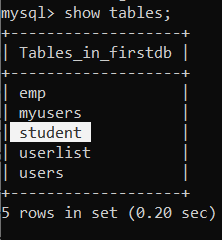 mysql> show tables;
+--------------------+
| Tables_in_firstdb |
+--------------------+
| emp |
| myusers |
| student |
| userlist |
| users |
+--------------------+
5 rows in set (0.20 sec)